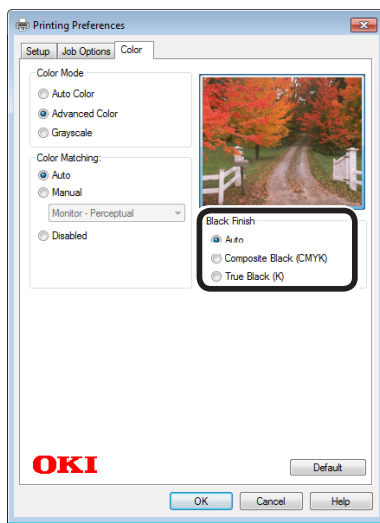 Printing Preferences
Setup Job Options Color
Color Mode
Auto Color
Advanced Color
Grayscale
Color Matching:
Auto
Manual
Monitor - Perceptual
Disabled
Black Finish
Auto
Composite Black (CMYK)
True Black (K)
OKI
Default
OK Cancel Help